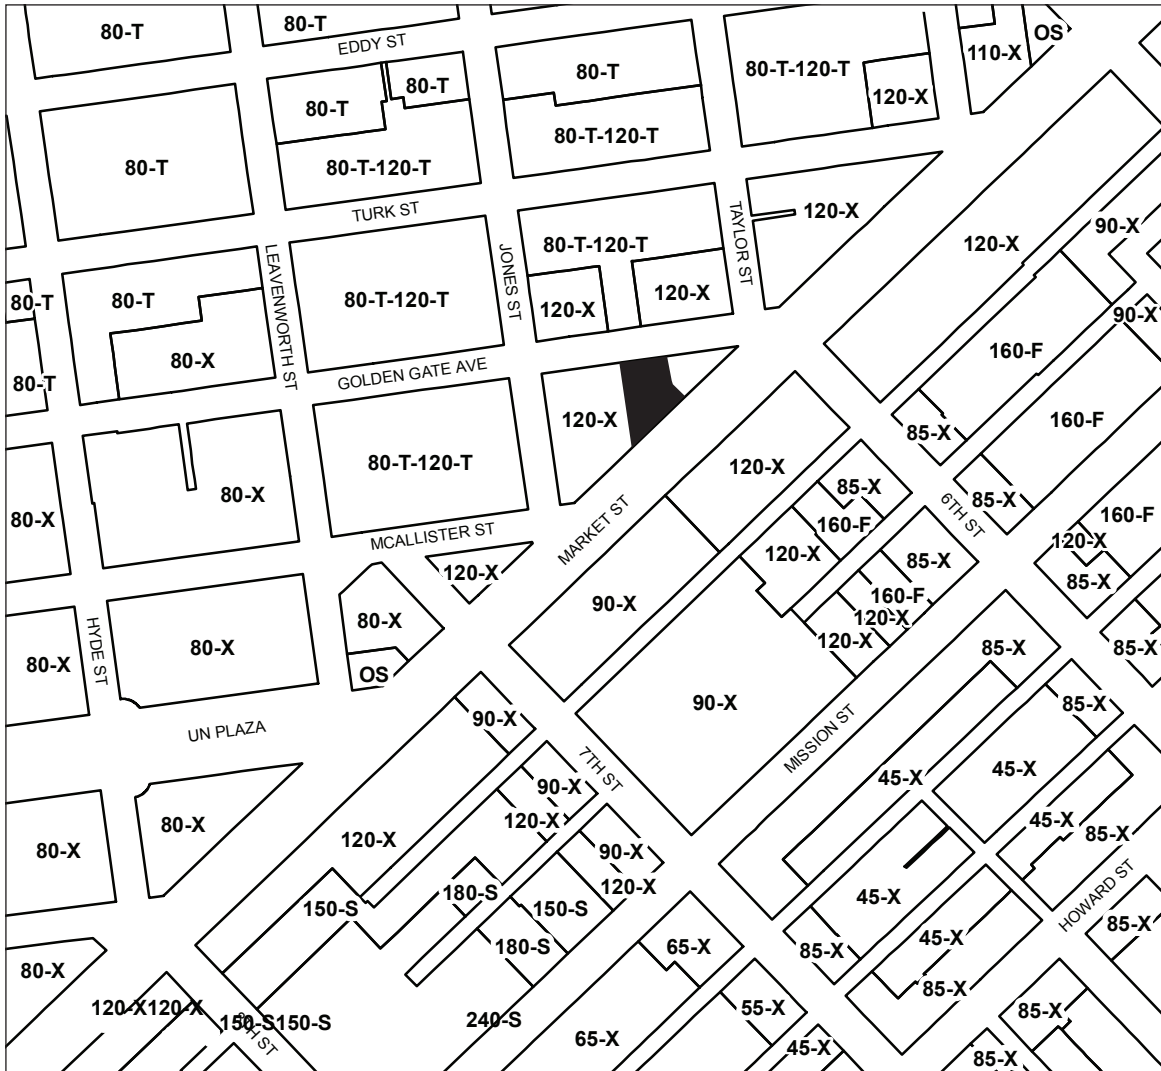 80-T
80-T
EDDY ST
80-T
80-T
80-T
80-T-120-T
110-X
OS
120-X
80-T
80-T-120-T
80-T-120-T
TURK ST
TAYLOR ST
120-X
90-X
120-X
80-T-120-T
JONES ST
LEAVENWORTH ST
80-T
80-T
80-T-120-T
120-X
120-X
90-X
80-X
160-F
GOLDEN GATE AVE
80-T
120-X
160-F
85-X
80-T-120-T
120-X
85-X
85-X
6TH ST
80-X
80-X
160-F
160-F
MARKET ST
MCALLISTER ST
120-X
120-X
85-X
120-X
85-X
160-F
90-X
120-X
120-X
80-X
HYDE ST
80-X
80-X
85-X
85-X
OS
90-X
90-X
85-X
UN PLAZA
MISSION ST
7TH ST
45-X
45-X
90-X
80-X
120-X
45-X
85-X
120-X
80-X
90-X
120-X
180-S
150-S
150-S
45-X
HOWARD ST
85-X
45-X
180-S
65-X
85-X
80-X
85-X
120-X
120-X
150-S
150-S
240-S
55-X
85-X
65-X
45-X
85-X